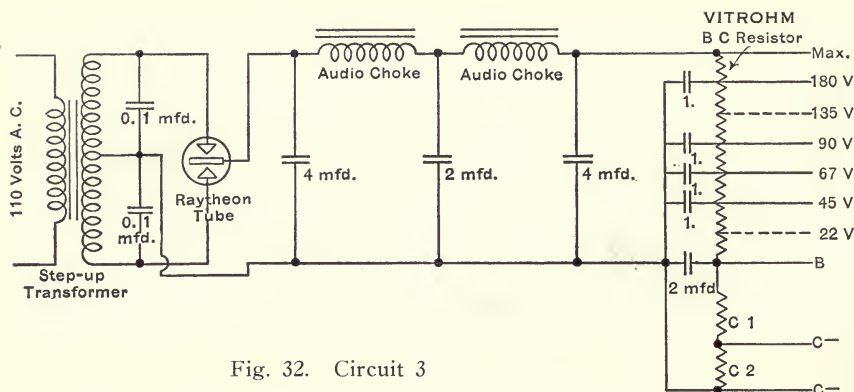 VITROHM
B C Resistor
Max.
Audio Choke
Audio Choke
180 V
1.
0.1 mfd.
135 V
110 Volts A. C.
90 V
1.
4 mfd.
2 mfd.
4 mfd.
67 V
1.
Raytheon
Tube
0.1
mfd.
45 V
1.
22 V
Step-up
Transformer
B
2 mfd
C 1
C-
C 2
C-
Fig. 32. Circuit 3